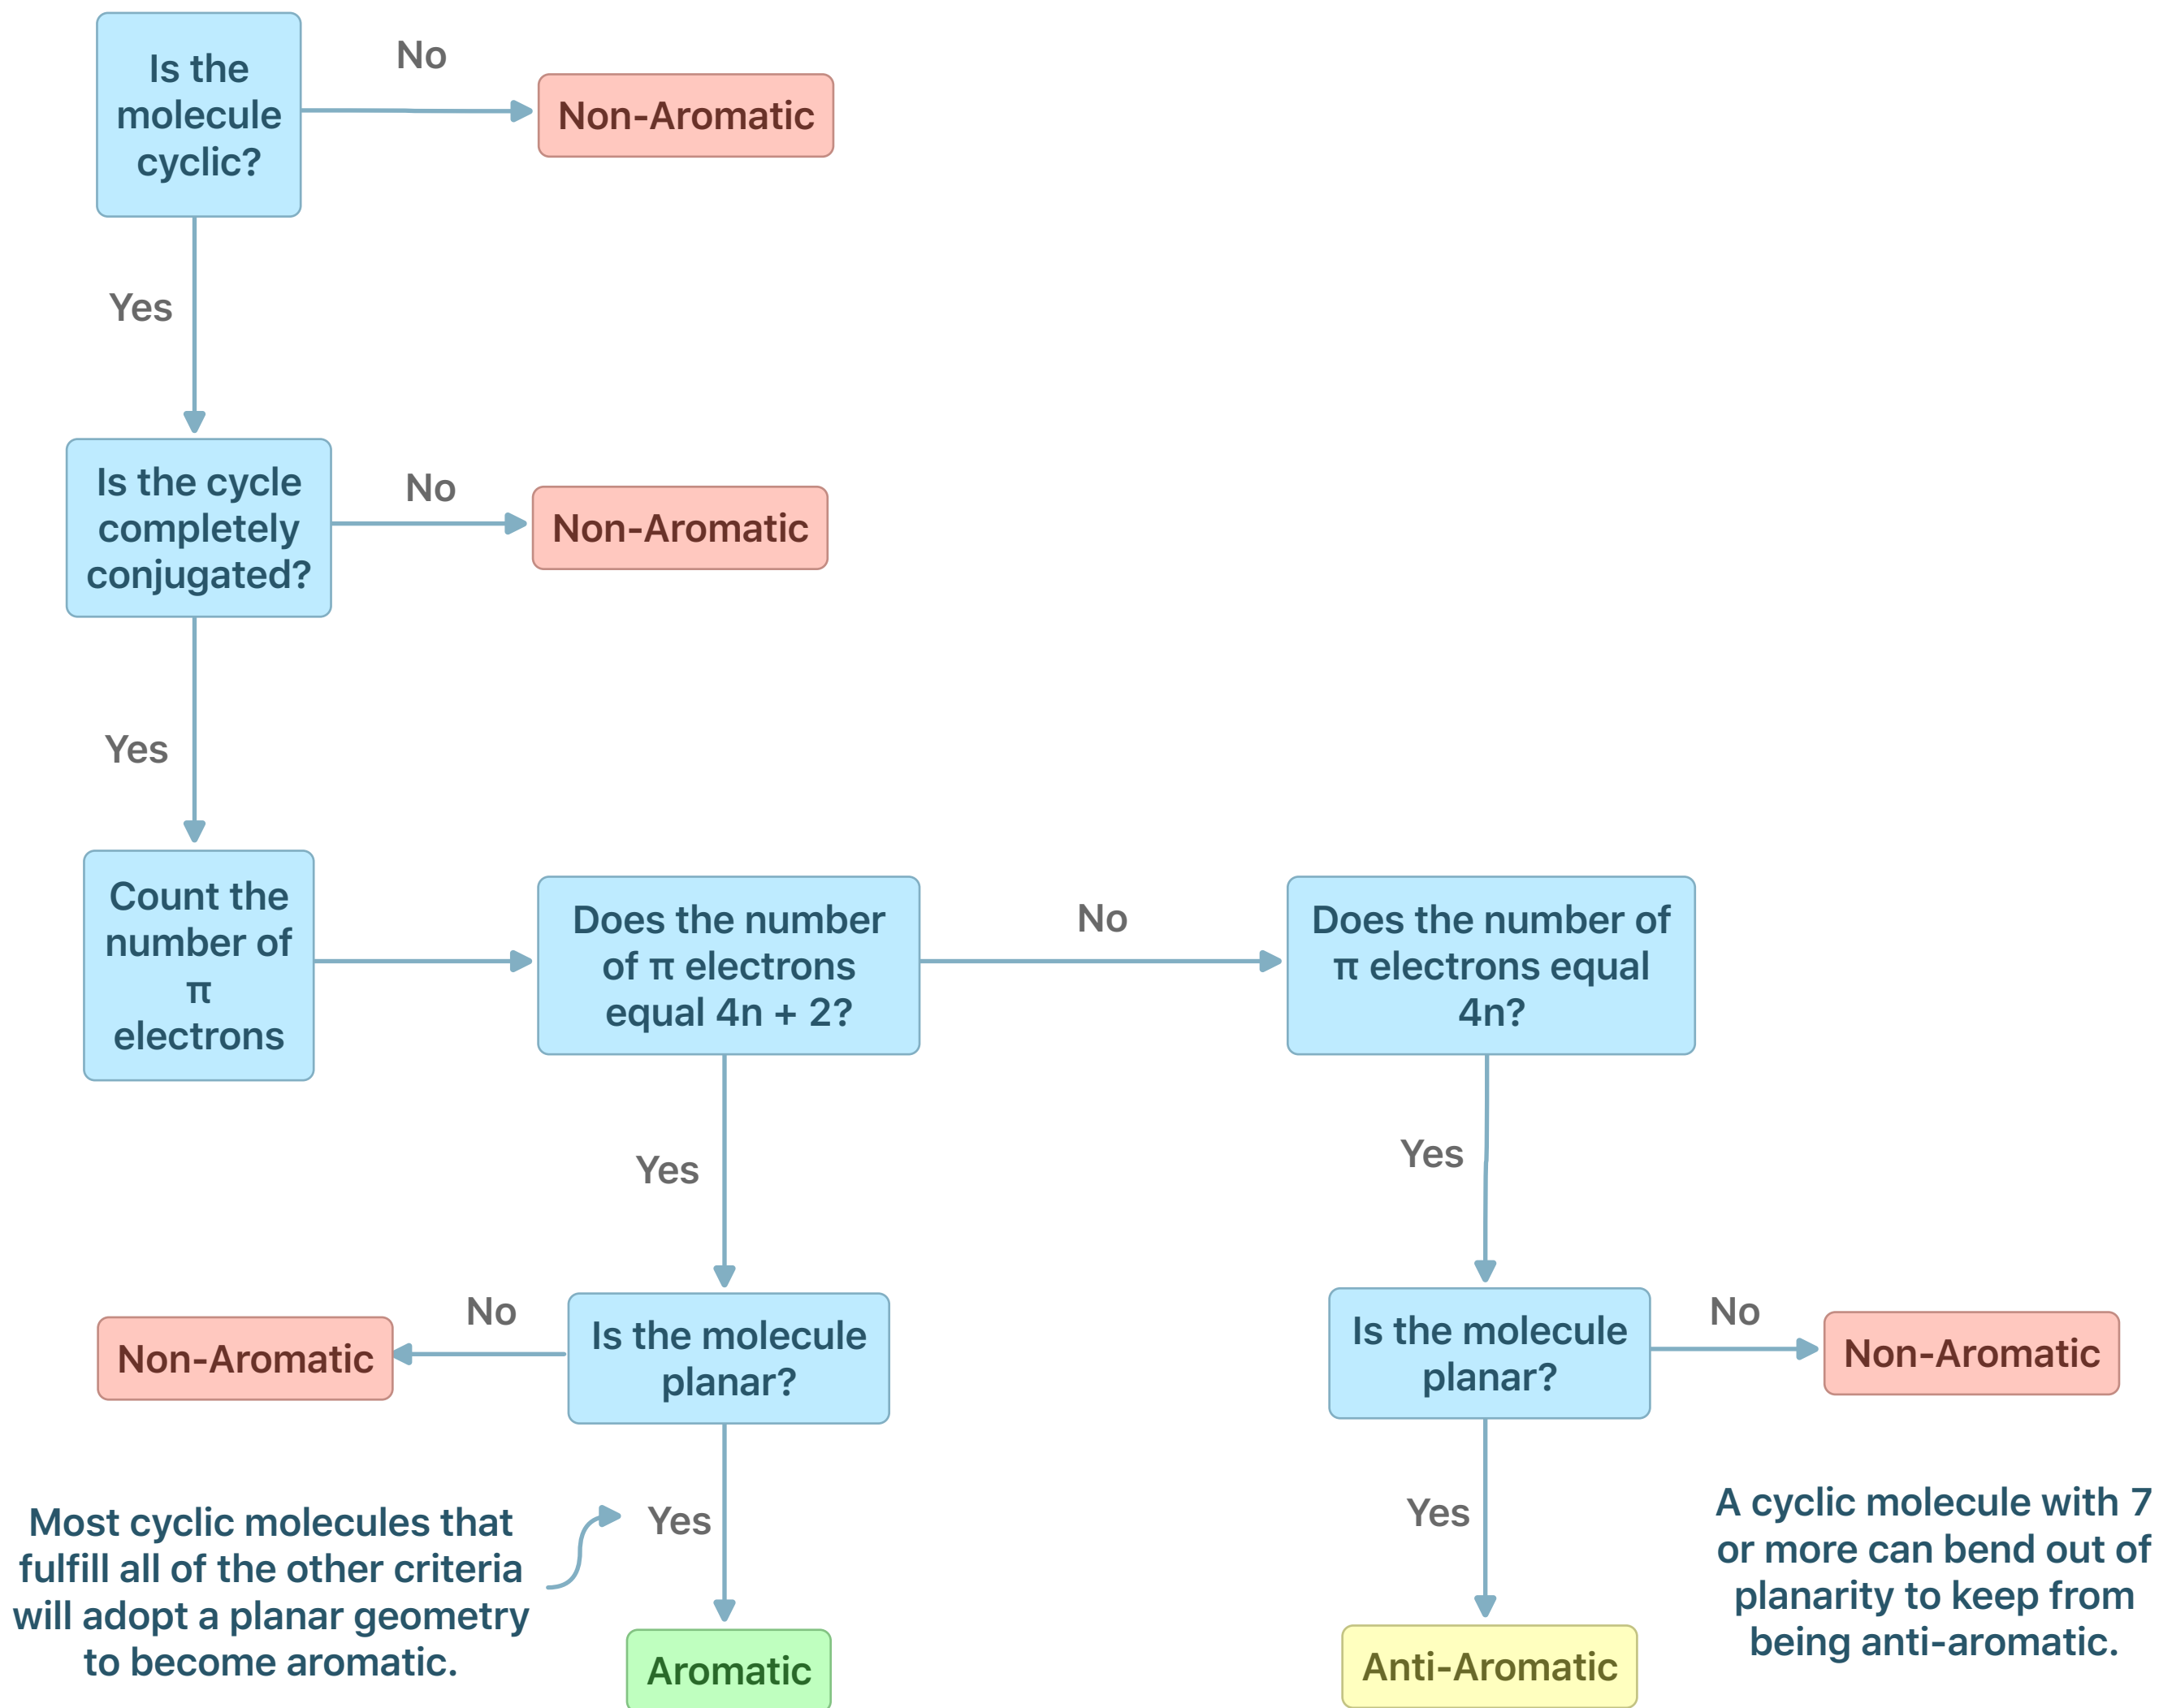 Is the
molecule
cyclic?
No
Non-Aromatic
Yes
Is the cycle
completely
conjugated?
No
Non-Aromatic
Yes
Count the
number of
π
electrons
Does the number
of π electrons
equal 4n + 2?
No
Does the number of
π electrons equal
4n?
Yes
Yes
Non-Aromatic
No
Is the molecule
planar?
Is the molecule
planar?
No
Non-Aromatic
Most cyclic molecules that
fulfill all of the other criteria
will adopt a planar geometry
to become aromatic.
Yes
Yes
A cyclic molecule with 7
or more can bend out of
planarity to keep from
being anti-aromatic.
Aromatic
Anti-Aromatic